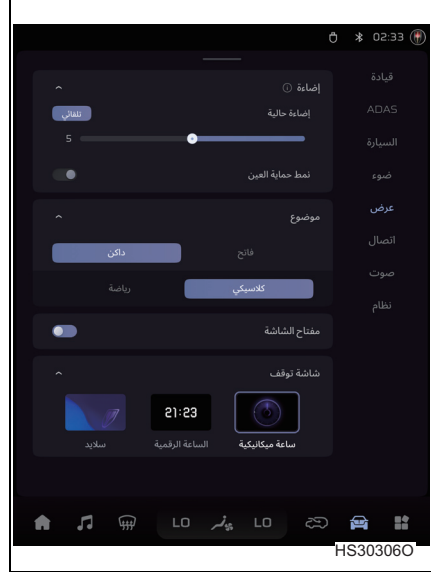 02:33
قيادة
ADAS
السيارة
ضوء
عرض
اتصال
صوت
نظام
إضاءة
إضاءة حالية
تلقائي
5
نمط حماية العين
موضوع
فاتح
داكن
كلاسيكي
رياضة
مفتاح الشاشة
شاشة توقف
21:23
ساعة ميكانيكية
الساعة الرقمية
سلايد
LO
LO
HS30306O